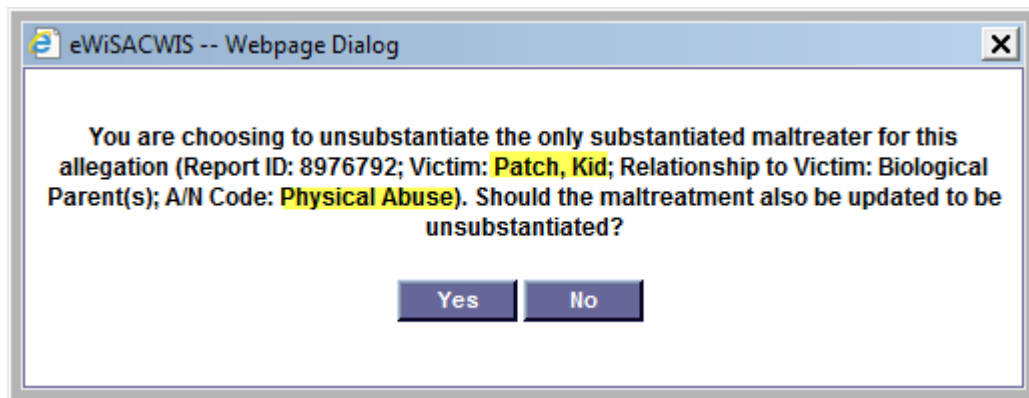 eWiSACWIS -- Webpage Dialog
You are choosing to unsubstantiate the only substantiated maltreater for this
allegation (Report ID: 8976792; Victim: Patch, Kid; Relationship to Victim: Biological
Parent(s); A/N Code: Physical Abuse). Should the maltreatment also be updated to be
unsubstantiated?
Yes No